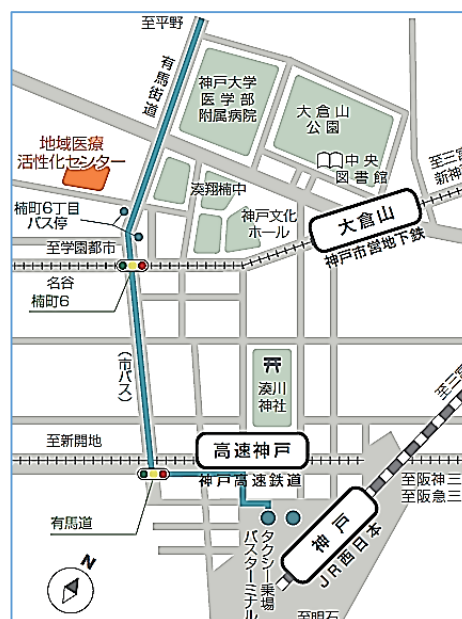 至平野
有馬街道
神戸大学
医学部
附属病院
大倉山
公園
中央
図書館
地域医療
活性化センター
湊翔楠中
神戸文化
ホール
大倉山
神戸市営地下鉄
至三宮
新神
楠町6丁目
バス停
至学園都市
名谷
楠町6
(市バス)
湊川
神社
至三宮
至新開地
高速神戸
神戸高速鉄道
至阪神三
至阪急三
有馬道
神戸
JR西日本
タクシー乗場
バスターミナル
至明石
N